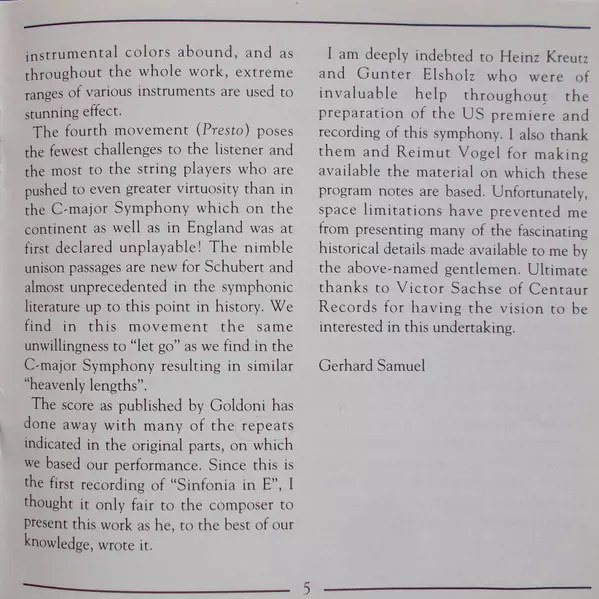 instrumental colors abound, and as
throughout the whole work, extreme
ranges of various instruments are used to
stunning effect.
The fourth movement (Presto) poses
the fewest challenges to the listener and
the most to the string players who are
pushed to even greater virtuosity than in
the C-major Symphony which on the
continent as well as in England was at
first declared unplayable! The nimble
unison passages are new for Schubert and
almost unprecedented in the symphonic
literature up to this point in history. We
find in this movement the same
unwillingness to “let go” as we find in the
C-major Symphony resulting in similar
“heavenly lengths”.
The score as published by Goldoni has
done away with many of the repeats
indicated in the original parts, on which
we based our performance. Since this is
the first recording of “Sinfonia in E”, I
thought it only fair to the composer to
present this work as he, to the best of our
knowledge, wrote it.
I am deeply indebted to Heinz Kreutz
and Gunter Elsholz who were of
invaluable help throughout the
preparation of the US premiere and
recording of this symphony. I also thank
them and Reimut Vogel for making
available the material on which these
program notes are based. Unfortunately,
space limitations have prevented me
from presenting many of the fascinating
historical details made available to me by
the above-named gentlemen. Ultimate
thanks to Victor Sachse of Centaur
Records for having the vision to be
interested in this undertaking.
Gerhard Samuel
5